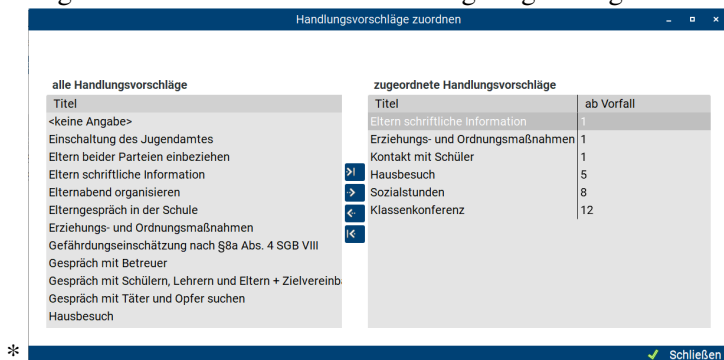 Handlungsvorschläge zuordnen
alle Handlungsvorschläge
Titel
<keine Angabe>
Einschaltung des Jugendamtes
Eltern beider Parteien einbeziehen
Eltern schriftliche Information
Elternabend organisieren
Elterngespräch in der Schule
Erziehungs- und Ordnungsmaßnahmen
Gefährdungseinschätzung nach §8a Abs. 4 SGB VIII
Gespräch mit Betreuer
Gespräch mit Schülern, Lehrern und Eltern + Zielvereinb
Gespräch mit Täter und Opfer suchen
Hausbesuch
zugeordnete Handlungsvorschläge
Titel ab Vorfall
Eltern schriftliche Information 1
Erziehungs- und Ordnungsmaßnahmen 1
Kontakt mit Schüler 1
Hausbesuch 5
Sozialstunden 8
Klassenkonferenz 12
* Schließen